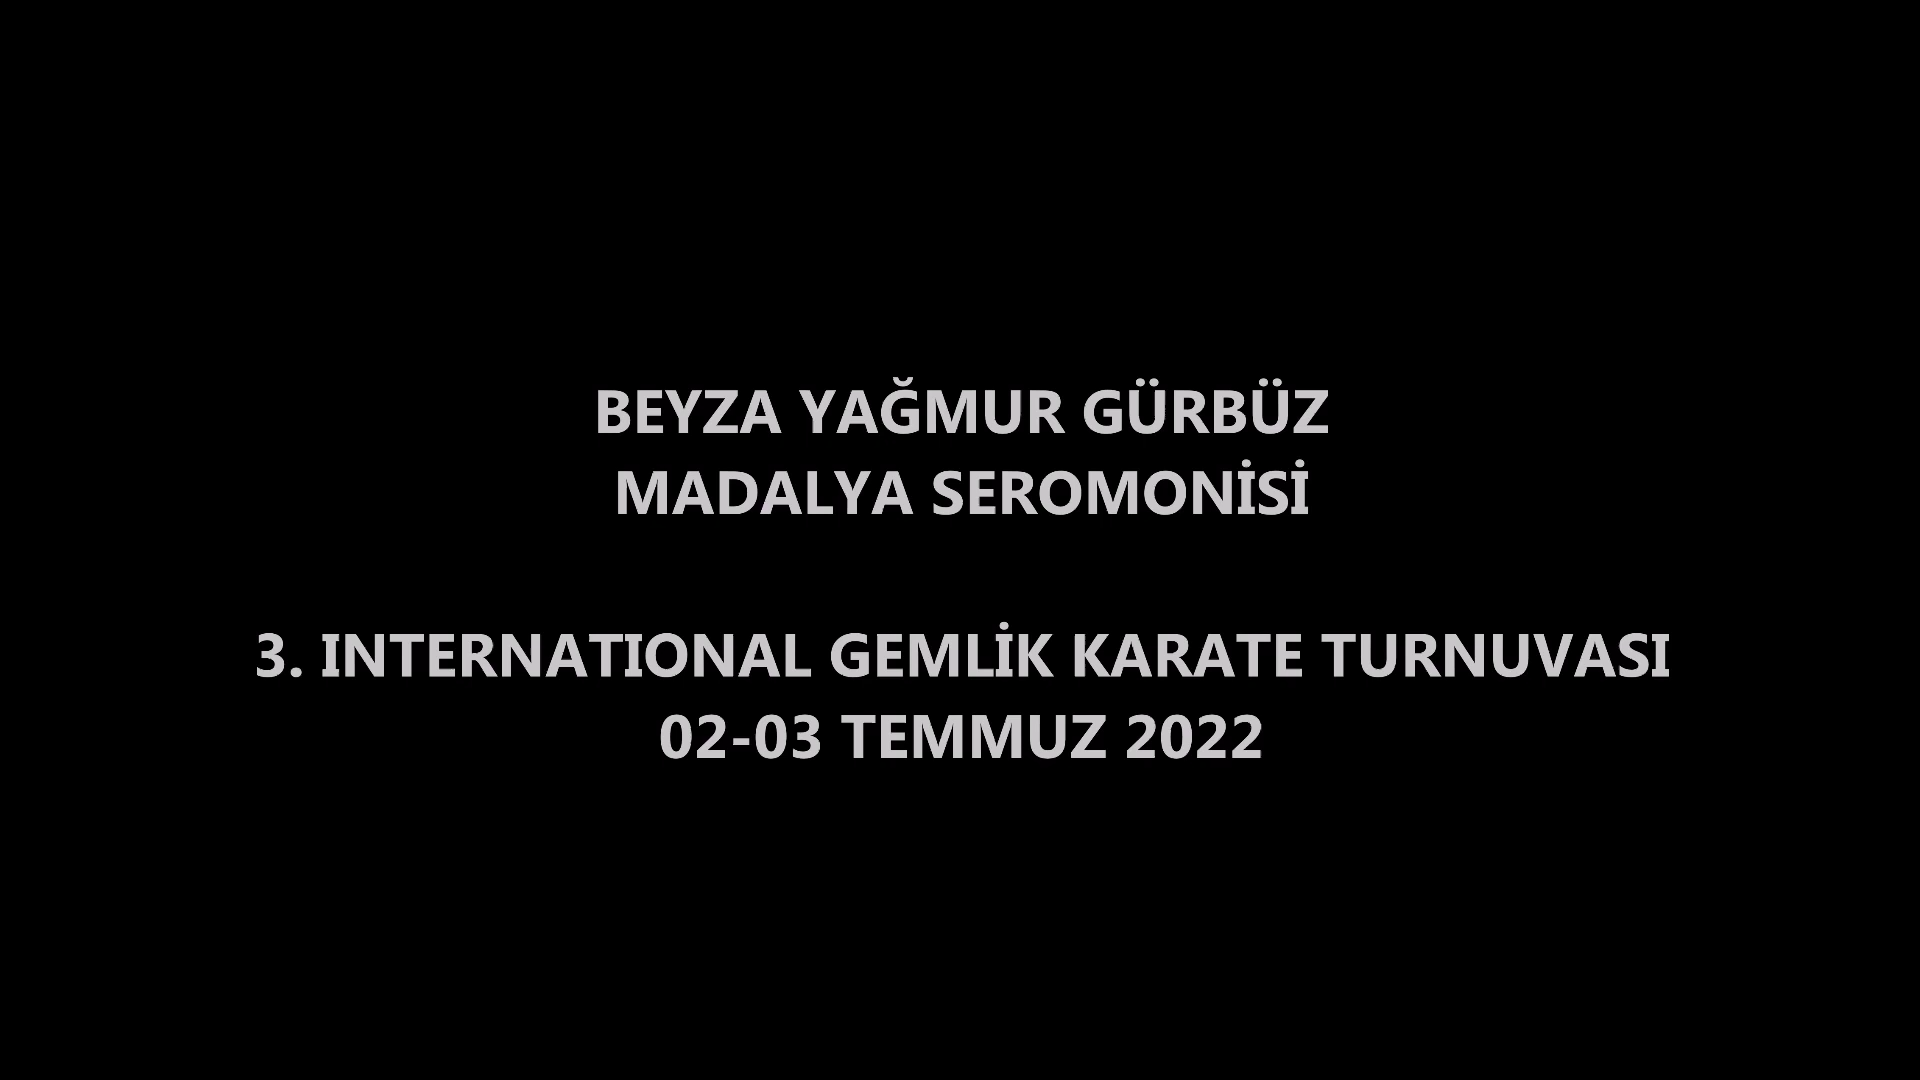 BEYZA YAĞMUR GÜRBÜZ
MADALYA SEROMONİSİ
3. INTERNATIONAL GEMLİK KARATE TURNUVASI
02-03 TEMMUZ 2022